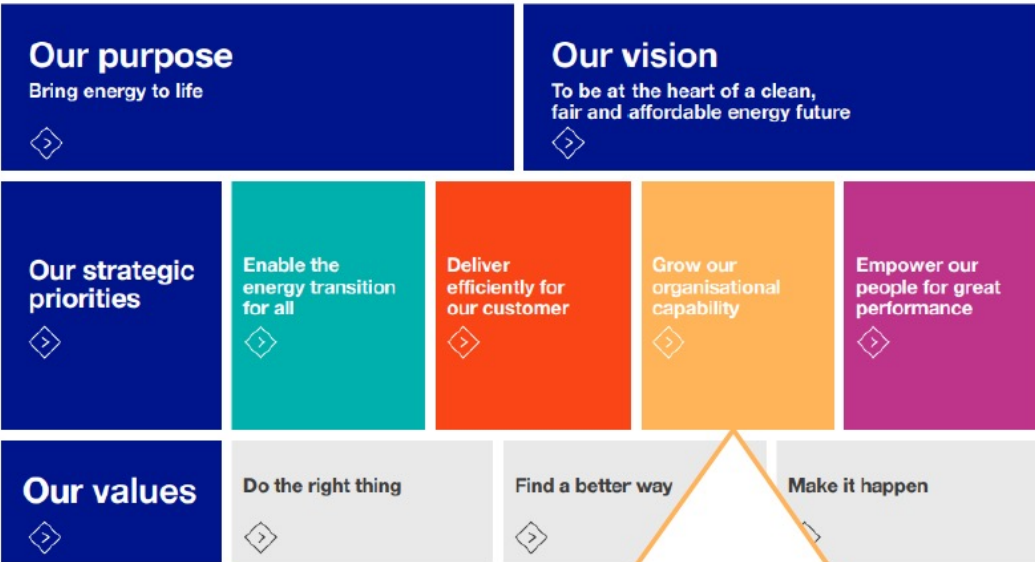 Our purpose
Bring energy to life
Our vision
To be at the heart of a clean,
fair and affordable energy future
Our strategic
priorities
Enable the
energy transition
for all
Deliver
efficiently for
our customer
Grow our
organisational
capability
Empower our
people for great
performance
Our values
Do the right thing
Find a better way
Make it happen